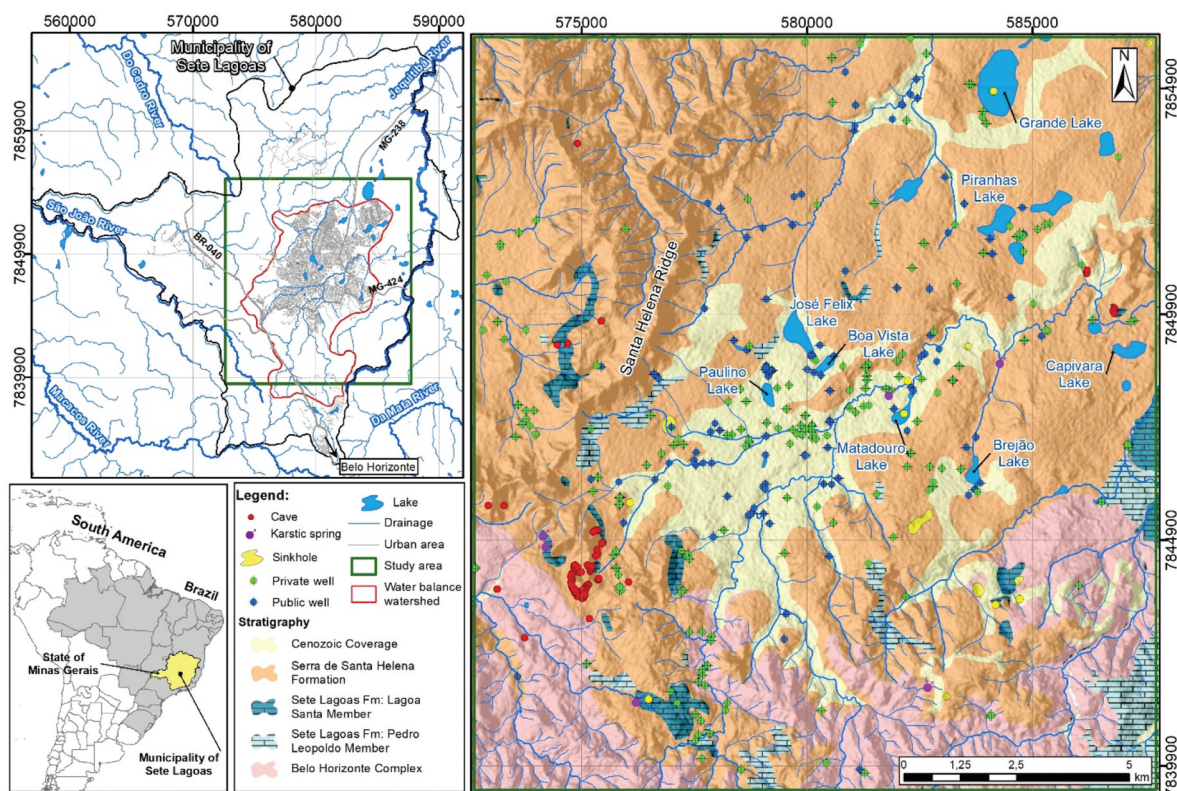 560000
570000
580000
590000
7859900
7849900
7839900
Municipality of
Sete Lagoas
Do Cedro River
Jequitibá River
MG-238
São João River
BR-040
MG-424
Macacos River
Da Mata River
Belo Horizonte
South America
Brazil
State of
Minas Gerais
Municipality of
Sete Lagoas
Legend:
Cave
Karstic spring
Sinkhole
Private well
Public well
Lake
Drainage
Urban area
Study area
Water balance
watershed
Stratigraphy
Cenozoic Coverage
Serra de Santa Helena
Formation
Sete Lagoas Fm: Lagoa
Santa Member
Sete Lagoas Fm: Pedro
Leopoldo Member
Belo Horizonte Complex
575000
580000
585000
7854900
7849900
7844900
7839900
N
Grande Lake
Piranhas
Lake
Santa Helena Ridge
José Felix
Lake
Boa Vista
Lake
Paulino
Lake
Capivara
Lake
Matadouro
Lake
Brejão
Lake
0
1,25
2,5
5
km